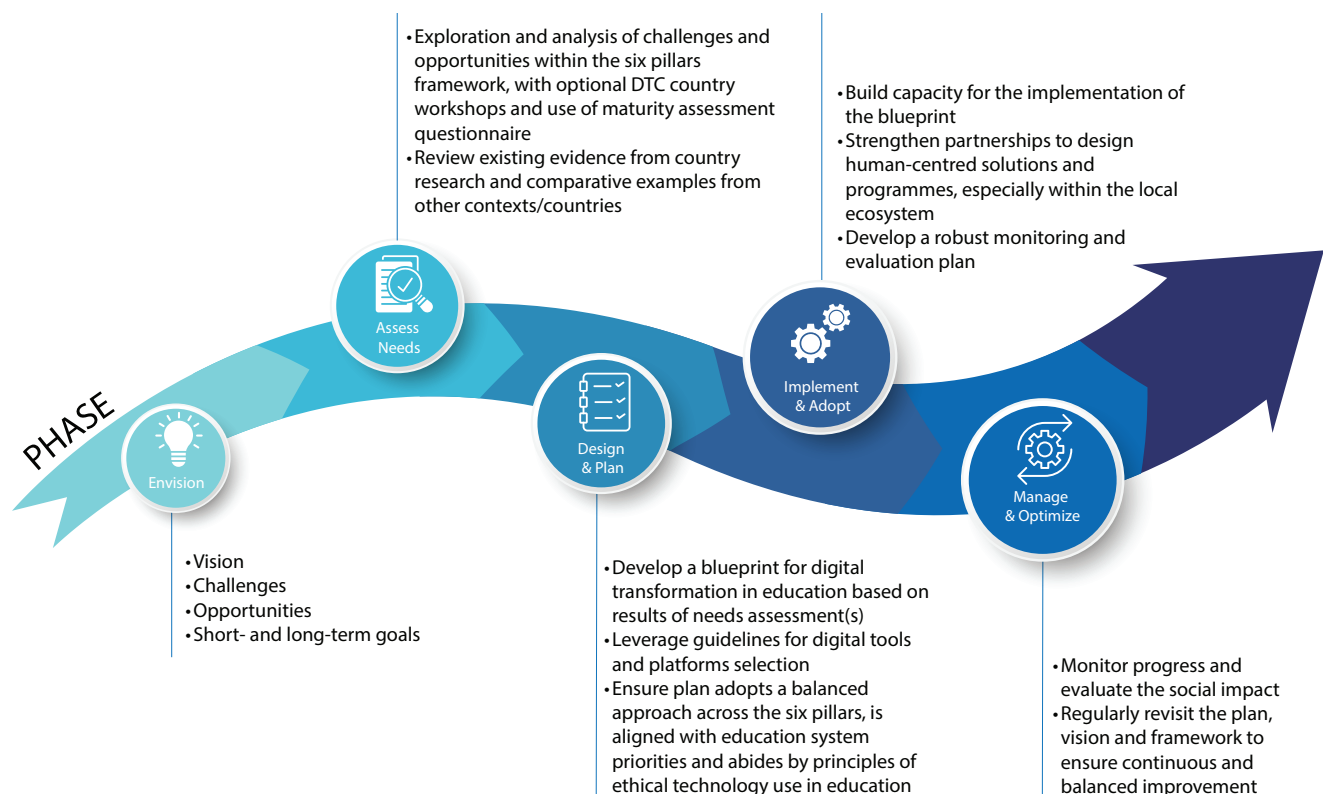 PHASE
Envision
•Vision
•Challenges
•Opportunities
•Short- and long-term goals
Assess
Needs
•Exploration and analysis of challenges and
opportunities within the six pillars
framework, with optional DTC country
workshops and use of maturity assessment
questionnaire
•Review existing evidence from country
research and comparative examples from
other contexts/countries
Design
& Plan
•Develop a blueprint for digital
transformation in education based on
results of needs assessment(s)
•Leverage guidelines for digital tools
and platforms selection
•Ensure plan adopts a balanced
approach across the six pillars, is
aligned with education system
priorities and abides by principles of
ethical technology use in education
Implement
& Adopt
•Build capacity for the implementation of
the blueprint
•Strengthen partnerships to design
human-centred solutions and
programmes, especially within the local
ecosystem
•Develop a robust monitoring and
evaluation plan
Manage
& Optimize
•Monitor progress and
evaluate the social impact
•Regularly revisit the plan,
vision and framework to
ensure continuous and
balanced improvement